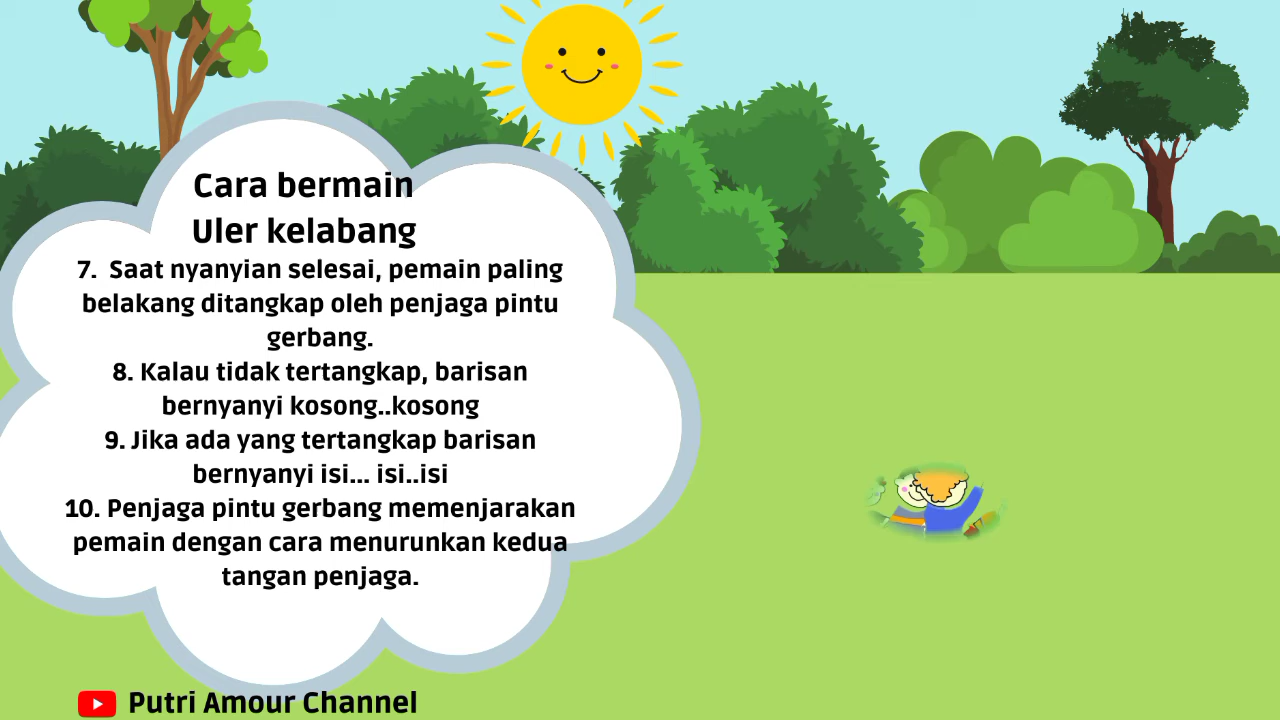 Cara bermain
Uler kelabang
7.  Saat nyanyian selesai, pemain paling
belakang ditangkap oleh penjaga pintu
gerbang.
8. Kalau tidak tertangkap, barisan
bernyanyi kosong..kosong
9. Jika ada yang tertangkap barisan
bernyanyi isi... isi..isi
10. Penjaga pintu gerbang memenjarakan
pemain dengan cara menurunkan kedua
tangan penjaga.
Putri Amour Channel